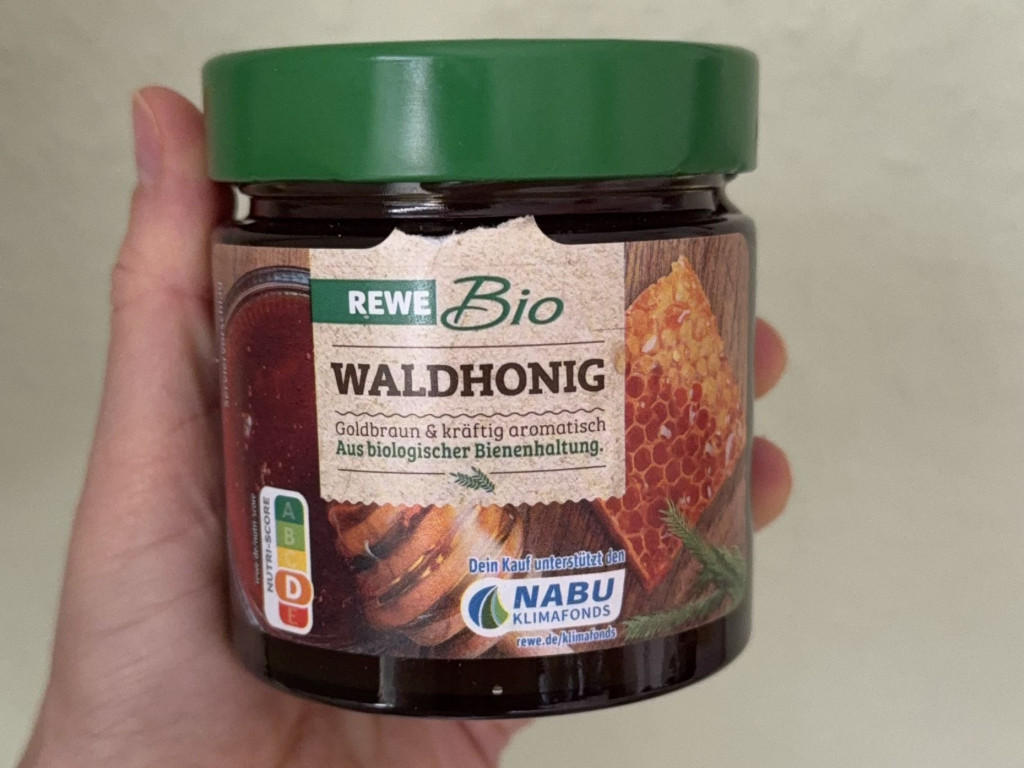 REWE Bio
WALDHONIG
Goldbraun & kräftig aromatisch
Aus biologischer Bienenhaltung.
Serviervorschlag
NUTRI-SCORE
A
B
D
E
Dein Kauf unterstützt den
NABU
KLIMAFONDS
rewe.de/klimafonds